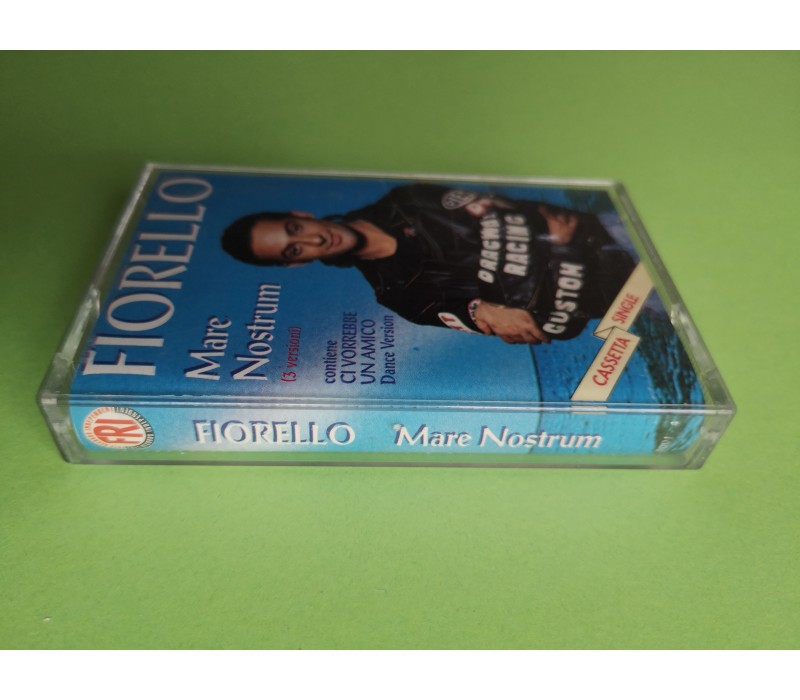 FIORELLO
Mare
Nostrum
(3 versioni)
contiene
CI VORREBBE
UN AMICO
Dance Version
DRAGMOL
RACING
CUSTOM
CASSETTA
SINGLE
FRI
FIORELLO Mare Nostrum